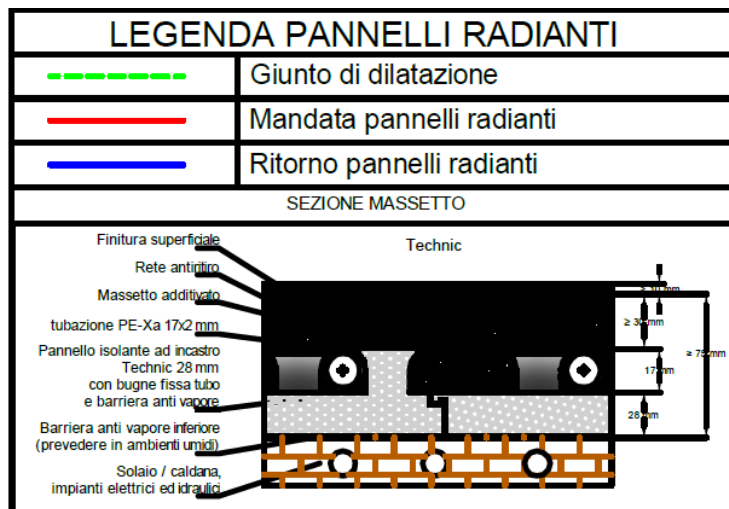 LEGENDA PANNELLI RADIANTI
Giunto di dilatazione
Mandata pannelli radianti
Ritorno pannelli radianti
SEZIONE MASSETTO
Technic
Finitura superficiale
Rete antiritiro
Massetto additivato
tubazione PE-Xa 17x2 mm
Pannello isolante ad incastro
Technic 28 mm
con bugne fissa tubo
e barriera anti vapore
Barriera anti vapore inferiore
(prevedere in ambienti umidi)
Solaio / caldana,
impianti elettrici ed idraulici
≥ 10 mm
≥ 30 mm
≥ 75 mm
17 mm
28 mm